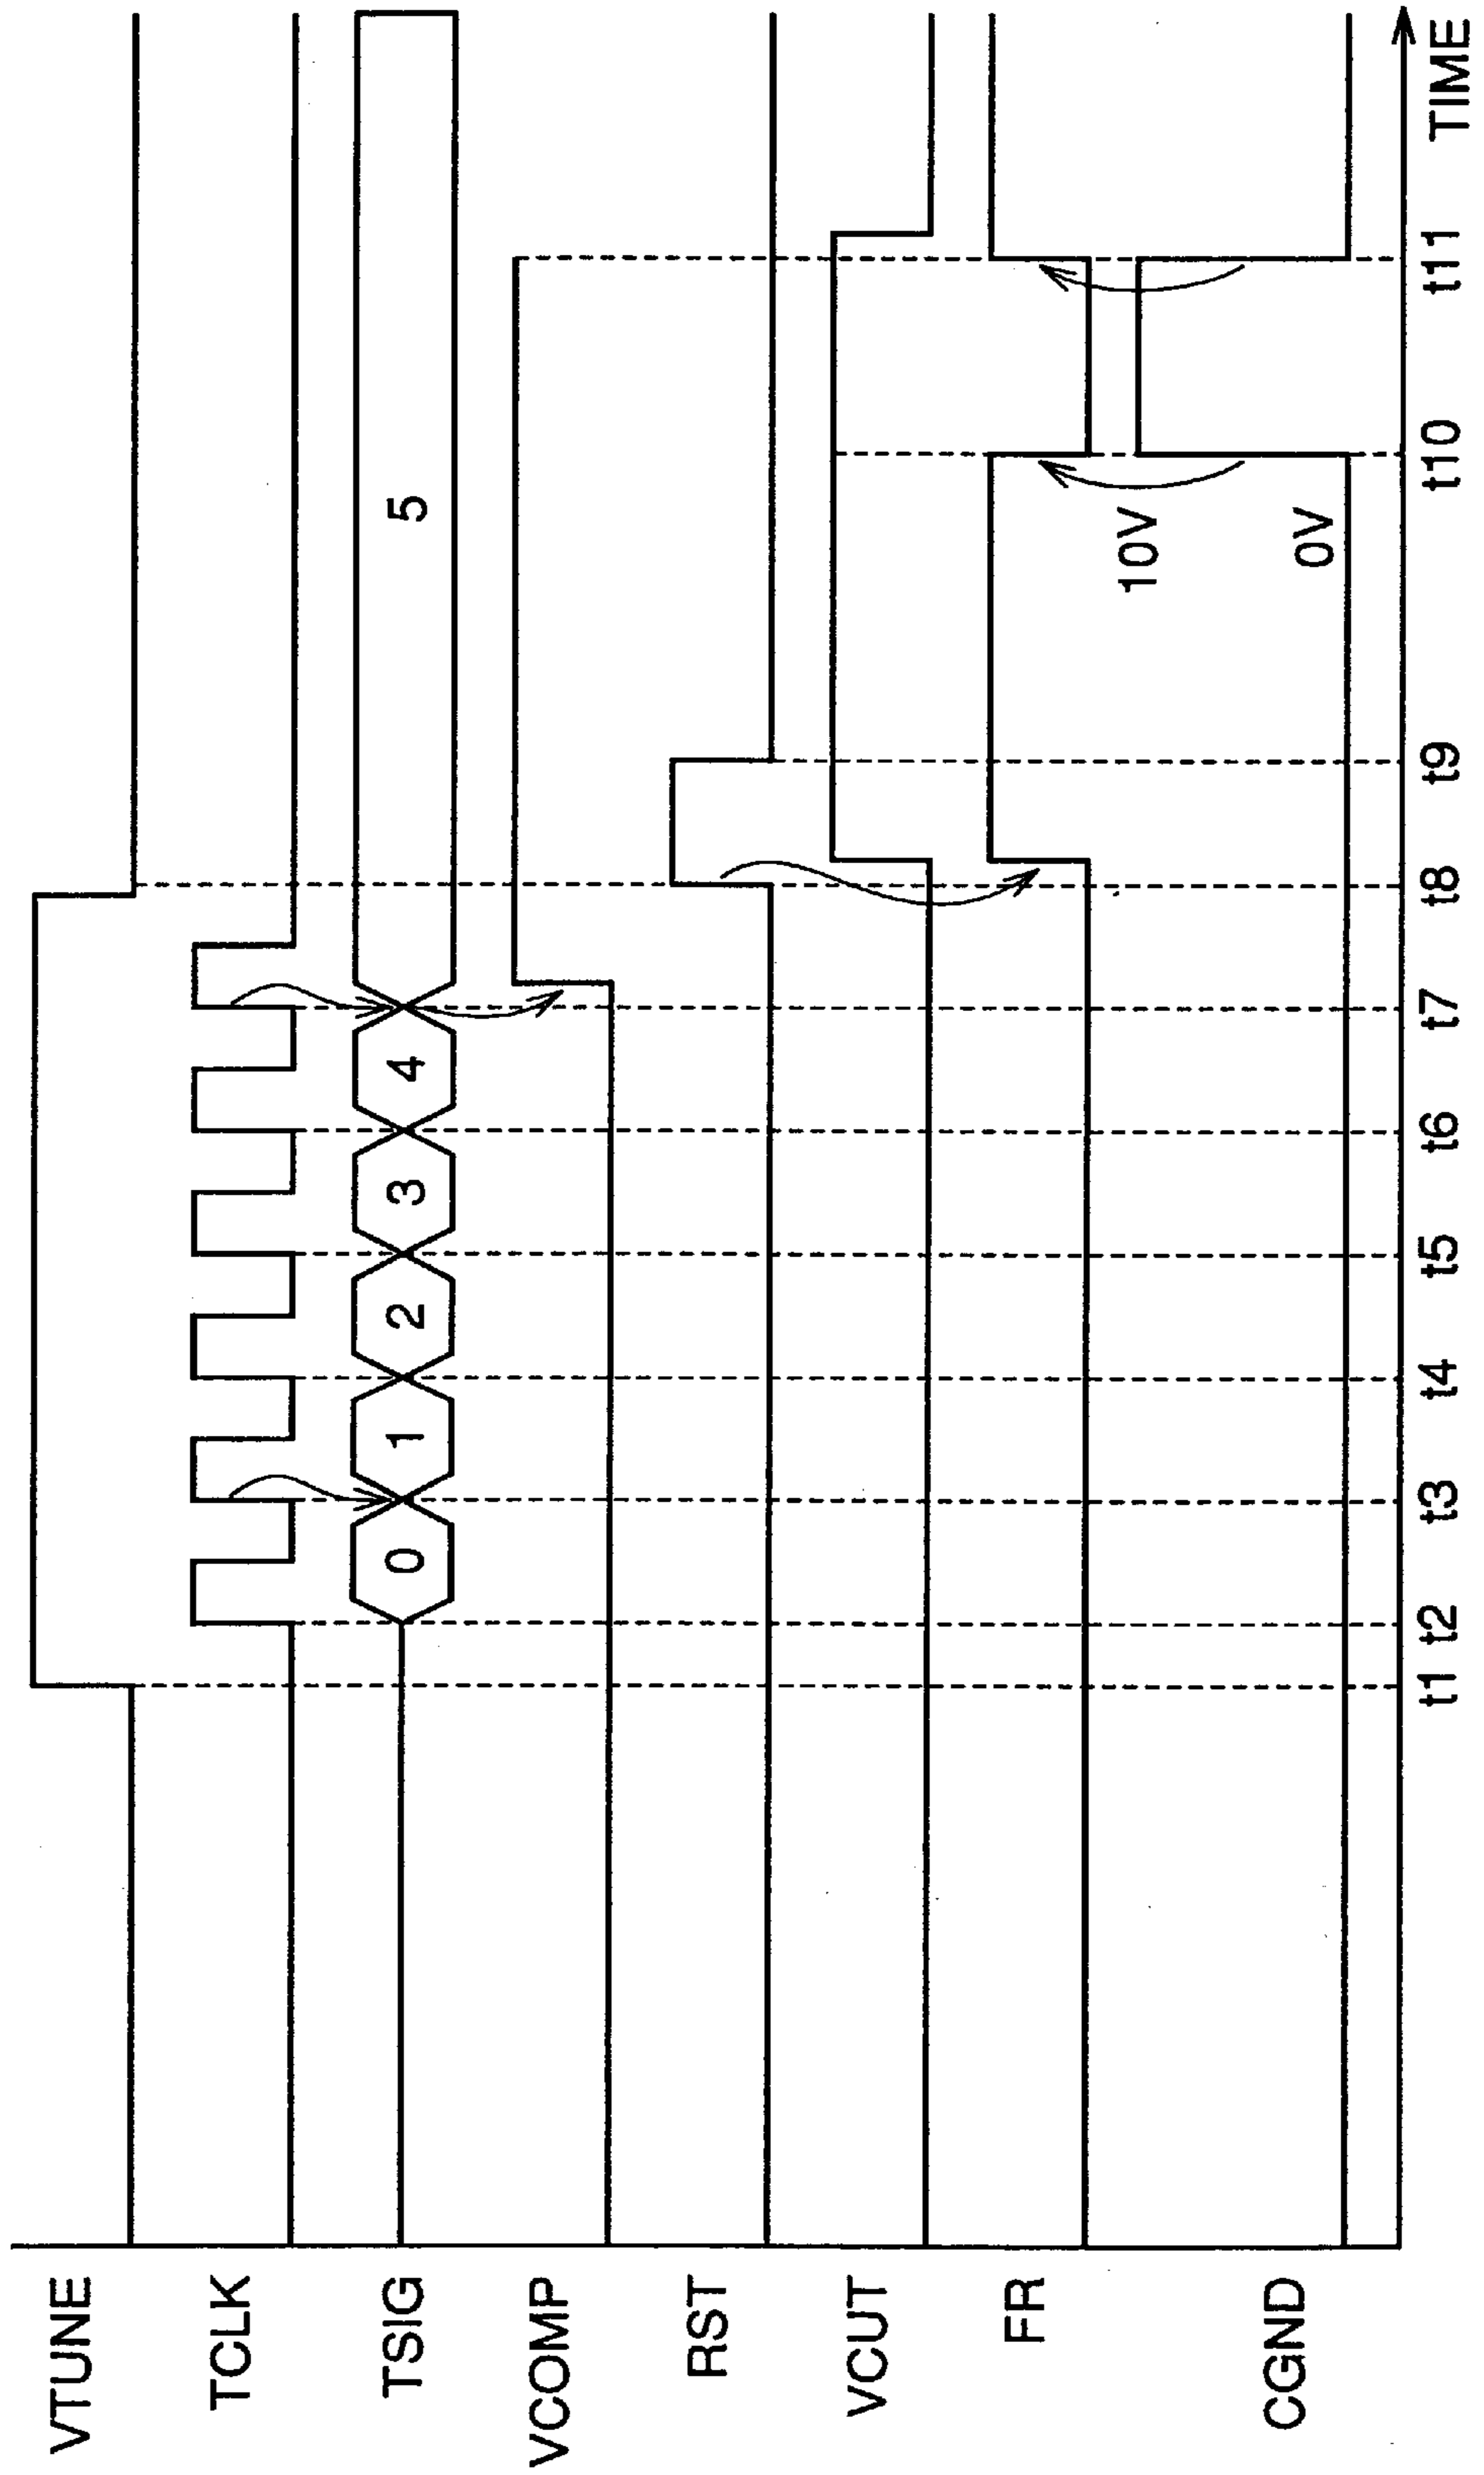 VTUNE
TCLK
TSIG
0 1 2 3 4 5
VCOMP
RST
VCUT
FR
10V
0V
CGND
t1 t2 t3 t4 t5 t6 t7 t8 t9 t10 t11 TIME